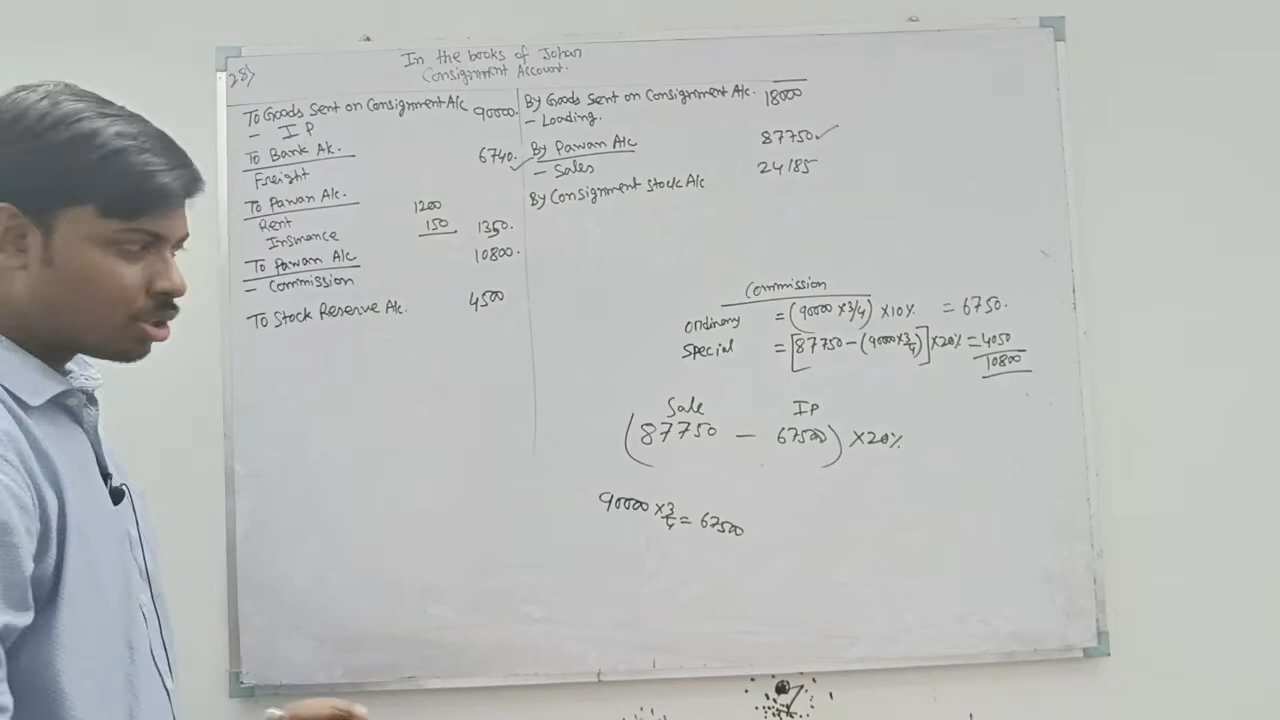 28)
In the books of Johan
Consignment Account.
To Goods Sent on Consignment A/c 90000.
- IP
To Bank A/c. 6740.
Freight
To Pawan A/c.
Rent 1200
Insurance 150 1350.
To Pawan A/c 10800.
- Commission
To Stock Reserve A/c. 4500
By Goods Sent on Consignment A/c. 18000
- Loading.
By Pawan A/c 87750 ✓
- Sales
By Consignment Stock A/c 24185
Commission
Ordinary = (90000 × 3/4) × 10% = 6750.
Special = [87750 - (90000 × 3/4)] × 20% = 4050
10800
Sale IP
(87750 - 67500) × 20%
90000 × 3/4 = 67500